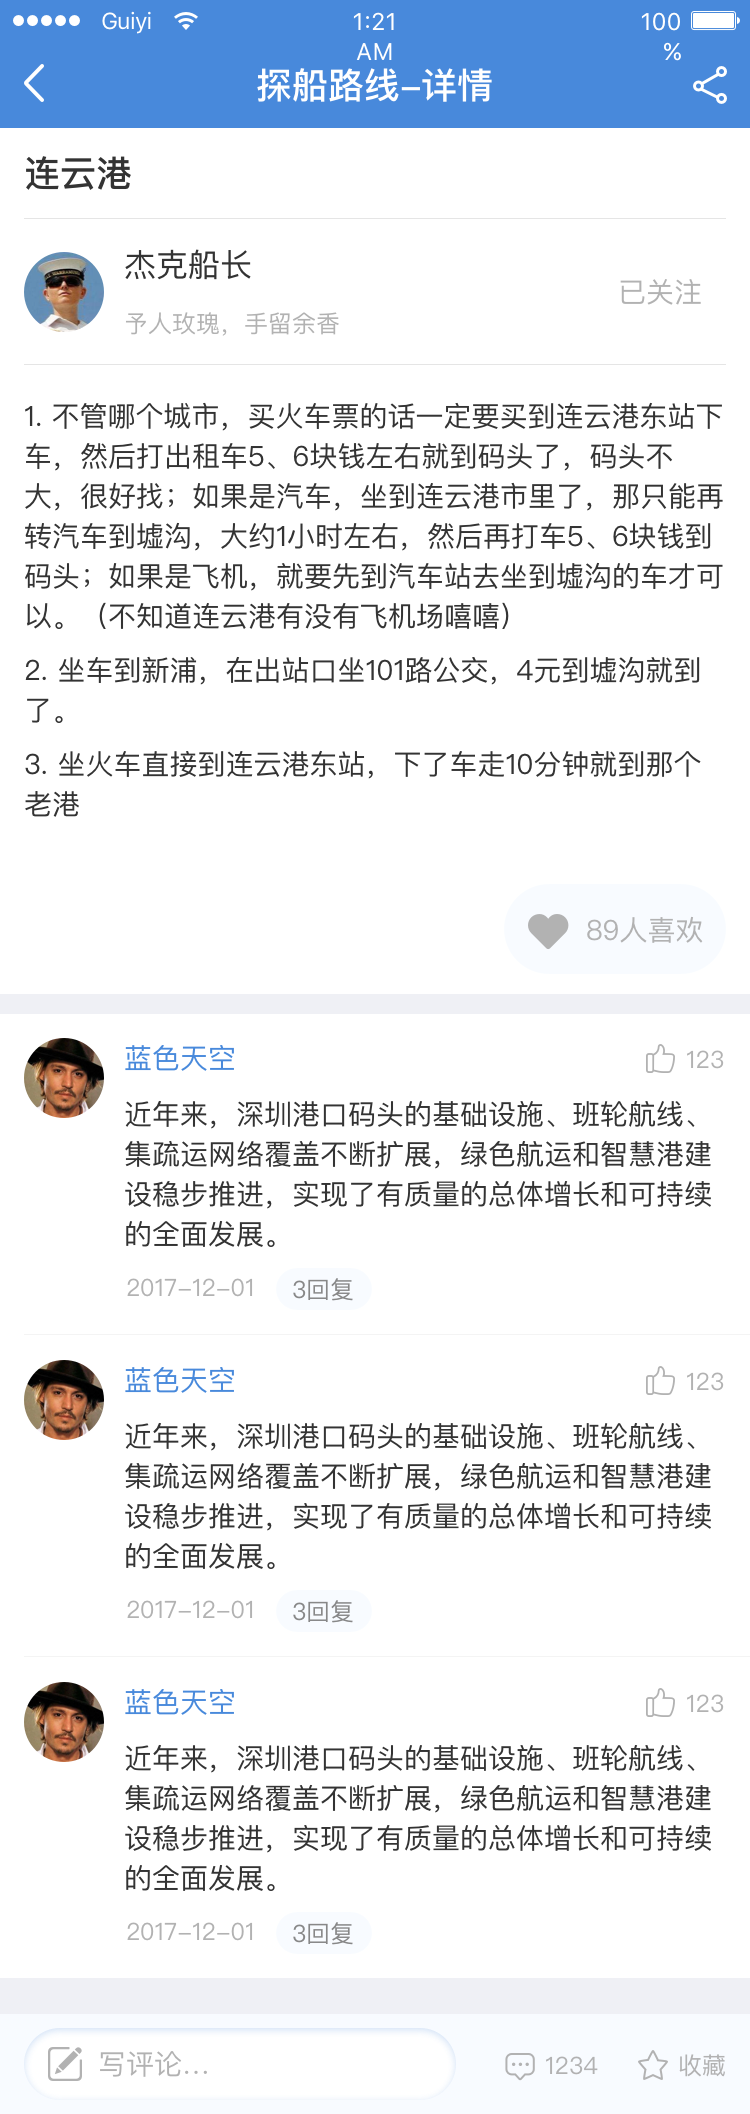 Guiyi 1:21 AM 100 %
探船路线-详情
连云港
杰克船长
已关注
予人玫瑰，手留余香
1. 不管哪个城市，买火车票的话一定要买到连云港东站下
车，然后打出租车5、6块钱左右就到码头了，码头不
大，很好找；如果是汽车，坐到连云港市里了，那只能再
转汽车到墟沟，大约1小时左右，然后再打车5、6块钱到
码头；如果是飞机，就要先到汽车站去坐到墟沟的车才可
以。（不知道连云港有没有飞机场嘻嘻）
2. 坐车到新浦，在出站口坐101路公交，4元到墟沟就到
了。
3. 坐火车直接到连云港东站，下了车走10分钟就到那个
老港
89人喜欢
蓝色天空 123
近年来，深圳港口码头的基础设施、班轮航线、
集疏运网络覆盖不断扩展，绿色航运和智慧港建
设稳步推进，实现了有质量的总体增长和可持续
的全面发展。
2017-12-01 3回复
蓝色天空 123
近年来，深圳港口码头的基础设施、班轮航线、
集疏运网络覆盖不断扩展，绿色航运和智慧港建
设稳步推进，实现了有质量的总体增长和可持续
的全面发展。
2017-12-01 3回复
蓝色天空 123
近年来，深圳港口码头的基础设施、班轮航线、
集疏运网络覆盖不断扩展，绿色航运和智慧港建
设稳步推进，实现了有质量的总体增长和可持续
的全面发展。
2017-12-01 3回复
写评论... 1234 收藏